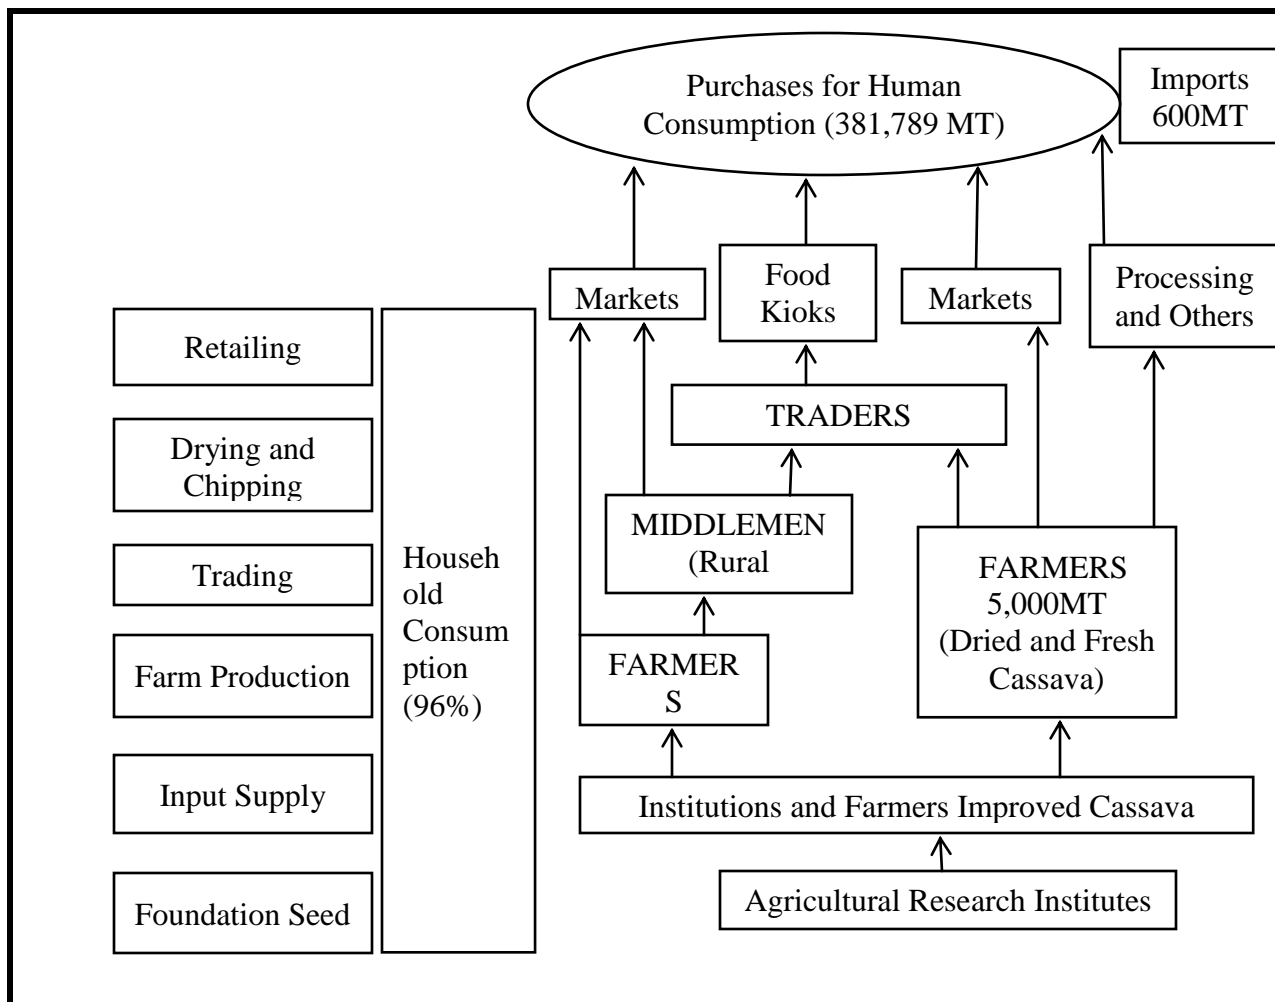 Purchases for Human
Consumption (381,789 MT)
Imports
600MT
Markets
Food
Kioks
Markets
Processing
and Others
Retailing
TRADERS
Drying and
Chipping
MIDDLEMEN
(Rural
Trading
Househ
old
Consum
ption
(96%)
FARMERS
5,000MT
(Dried and Fresh
Cassava)
Farm Production
FARMER
S
Input Supply
Institutions and Farmers Improved Cassava
Foundation Seed
Agricultural Research Institutes